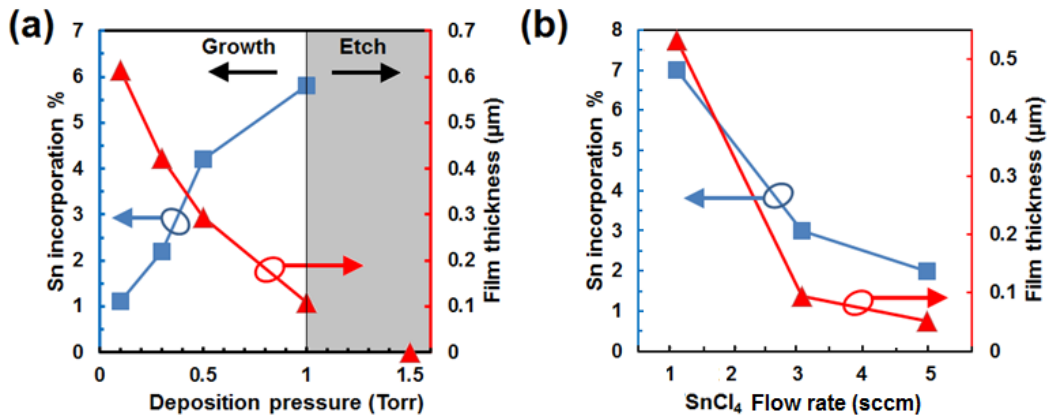 (a)
Growth
Etch
Sn incorporation %
7
6
5
4
3
2
1
0
0.7
0.6
0.5
0.4
0.3
0.2
0.1
0
Film thickness (μm)
0 0.5 1 1.5
Deposition pressure (Torr)
(b)
Sn incorporation %
8
7
6
5
4
3
2
1
0
0.5
0.4
0.3
0.2
0.1
0
Film thickness (μm)
1 2 3 4 5
SnCl4 Flow rate (sccm)